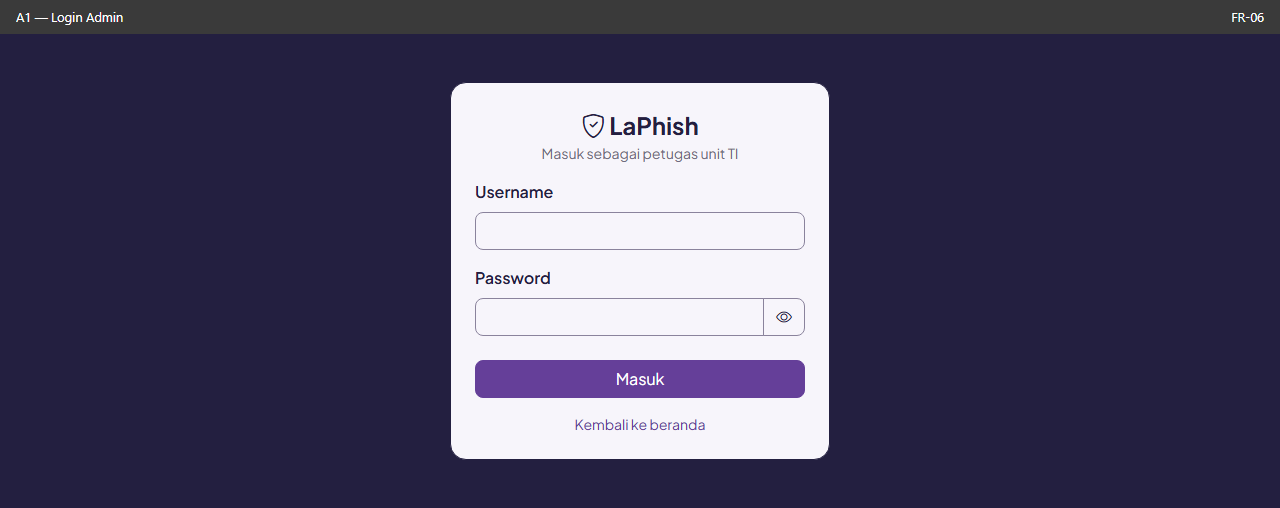 A1 — Login Admin
FR-06
LaPhish
Masuk sebagai petugas unit TI
Username
Password
Masuk
Kembali ke beranda